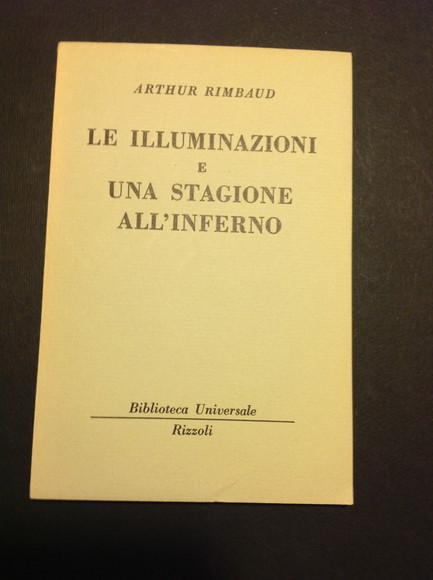 ARTHUR RIMBAUD
LE ILLUMINAZIONI
E
UNA STAGIONE
ALL'INFERNO
Biblioteca Universale
Rizzoli